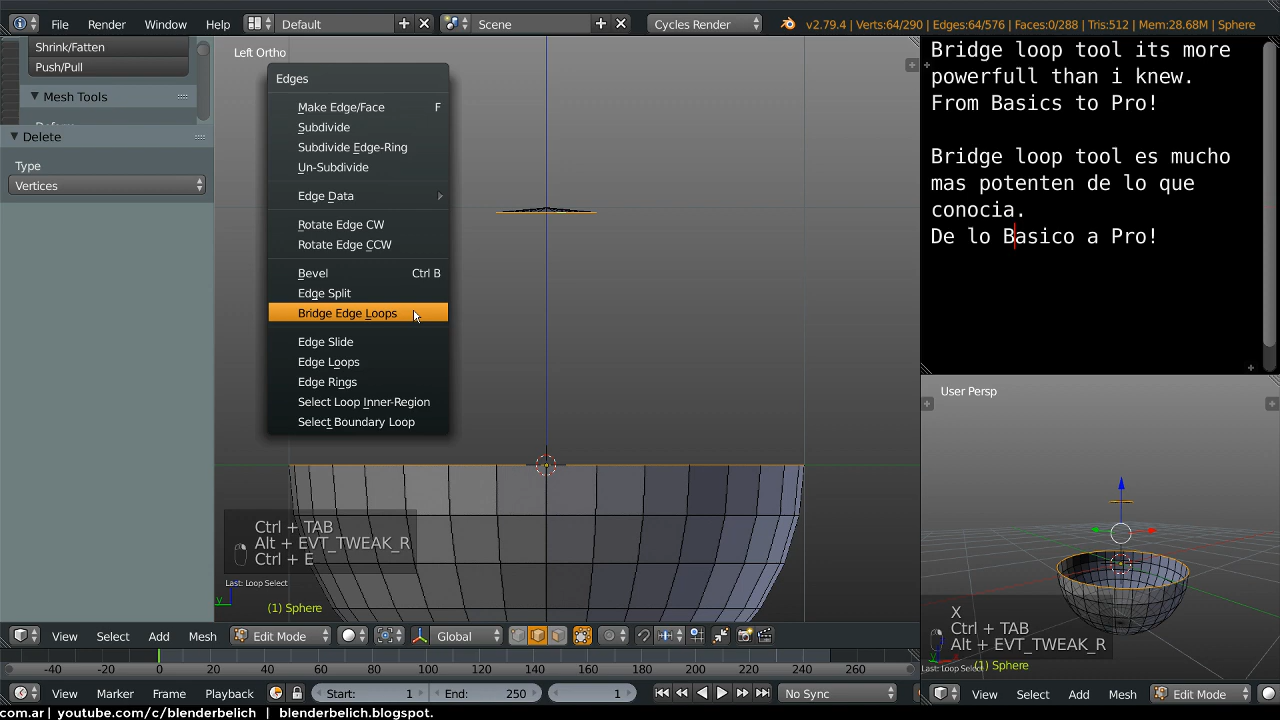 File Render Window Help Default Scene Cycles Render v2.79.4 | Verts:64/290 | Edges:64/576 | Faces:0/288 | Tris:512 | Mem:28.68M | Sphere
Shrink/Fatten
Push/Pull
Mesh Tools
Delete
Type
Vertices
Left Ortho
Edges
Make Edge/Face F
Subdivide
Subdivide Edge-Ring
Un-Subdivide
Edge Data
Rotate Edge CW
Rotate Edge CCW
Bevel Ctrl B
Edge Split
Bridge Edge Loops
Edge Slide
Edge Loops
Edge Rings
Select Loop Inner-Region
Select Boundary Loop
Ctrl + TAB
Alt + EVT_TWEAK_R
Ctrl + E
Last: Loop Select
y
(1) Sphere
Bridge loop tool its more
powerfull than i knew.
From Basics to Pro!
Bridge loop tool es mucho
mas potenten de lo que
conocia.
De lo Basico a Pro!
User Persp
X
Ctrl + TAB
Alt + EVT_TWEAK_R
(1) Sphere
View Select Add Mesh Edit Mode Global
View Select Add Mesh Edit Mode
-40 -20 0 20 40 60 80 100 120 140 160 180 200 220 240 260
View Marker Frame Playback Start: 1 End: 250 1 No Sync
com.ar | youtube.com/c/blenderbelich | blenderbelich.blogspot.